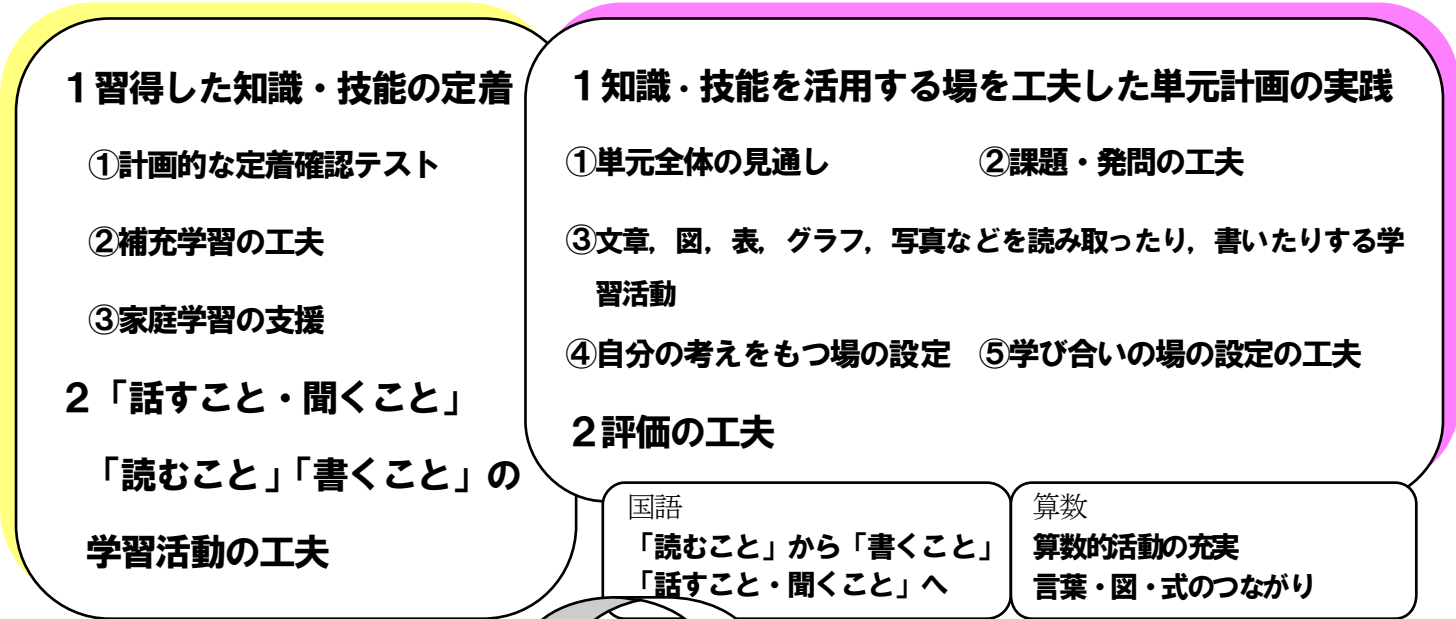 １習得した知識・技能の定着
①計画的な定着確認テスト
②補充学習の工夫
③家庭学習の支援
２「話すこと・聞くこと」
「読むこと」「書くこと」の
学習活動の工夫
１知識・技能を活用する場を工夫した単元計画の実践
①単元全体の見通し　②課題・発問の工夫
③文章，図，表，グラフ，写真などを読み取ったり，書いたりする学
習活動
④自分の考えをもつ場の設定　⑤学び合いの場の設定の工夫
２評価の工夫
国語
「読むこと」から「書くこと」
「話すこと・聞くこと」へ
算数
算数的活動の充実
言葉・図・式のつながり